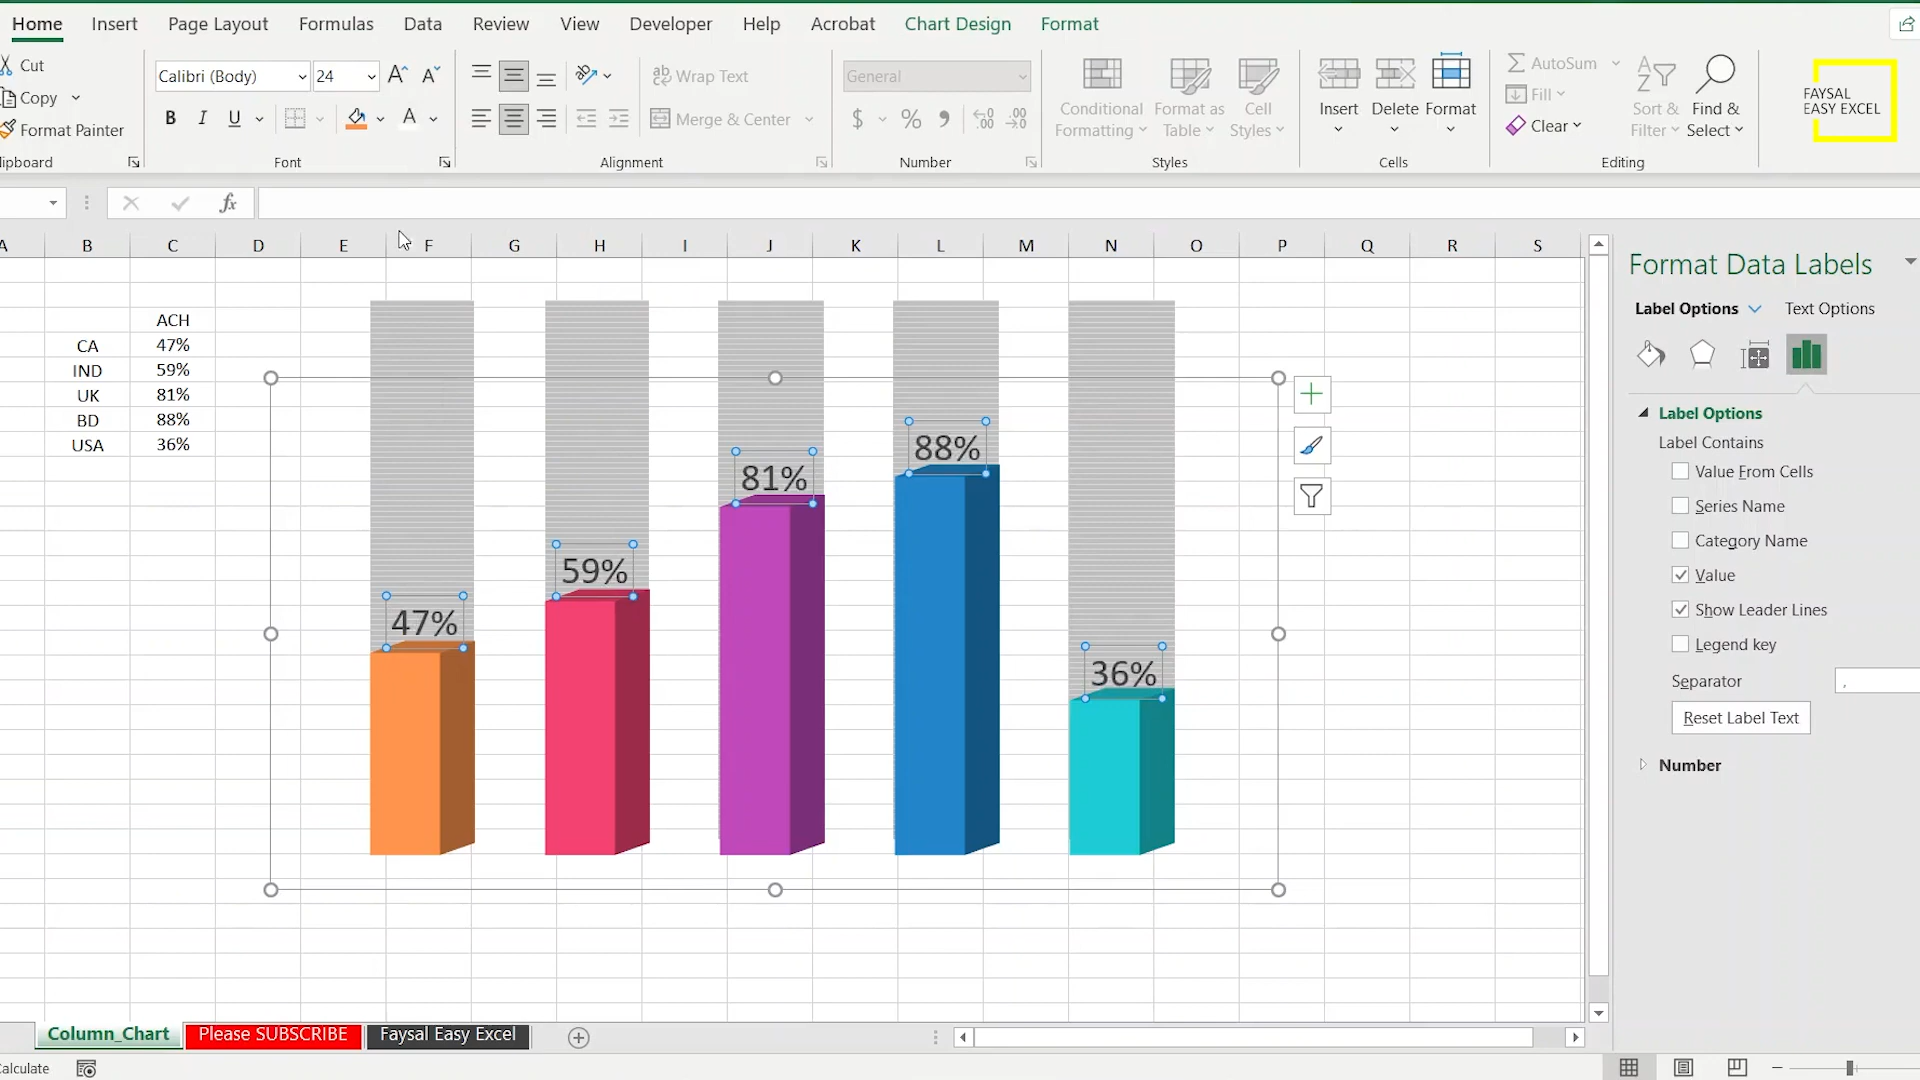 Home Insert Page Layout Formulas Data Review View Developer Help Acrobat Chart Design Format
Cut
Copy
Format Painter
Calibri (Body) 24
B I U
ab Wrap Text
Merge & Center
General
$ %
Conditional Formatting
Format as Table
Cell Styles
Insert
Delete
Format
AutoSum
Fill
Clear
Sort & Filter
Find & Select
FAYSAL
EASY EXCEL
lipboard Font Alignment Number Styles Cells Editing
fx
A B C D E F G H I J K L M N O P Q R S
ACH
CA 47%
IND 59%
UK 81%
BD 88%
USA 36%
47%
59%
81%
88%
36%
Format Data Labels
Label Options Text Options
Label Options
Label Contains
Value From Cells
Series Name
Category Name
Value
Show Leader Lines
Legend key
Separator ,
Reset Label Text
Number
Column_Chart Please SUBSCRIBE Faysal Easy Excel
alculate